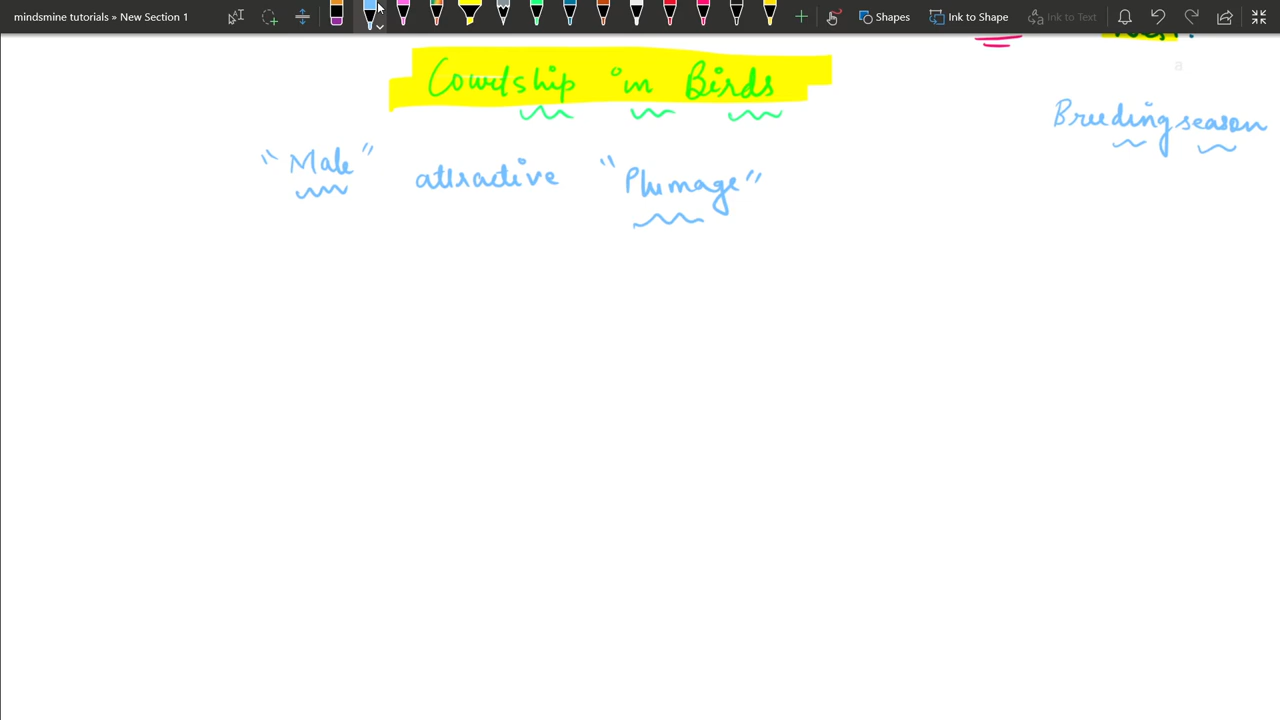 mindsmine tutorials » New Section 1
Shapes
Ink to Shape
Ink to Text
Courtship in Birds
Breeding season
"Male" attractive "Plumage"